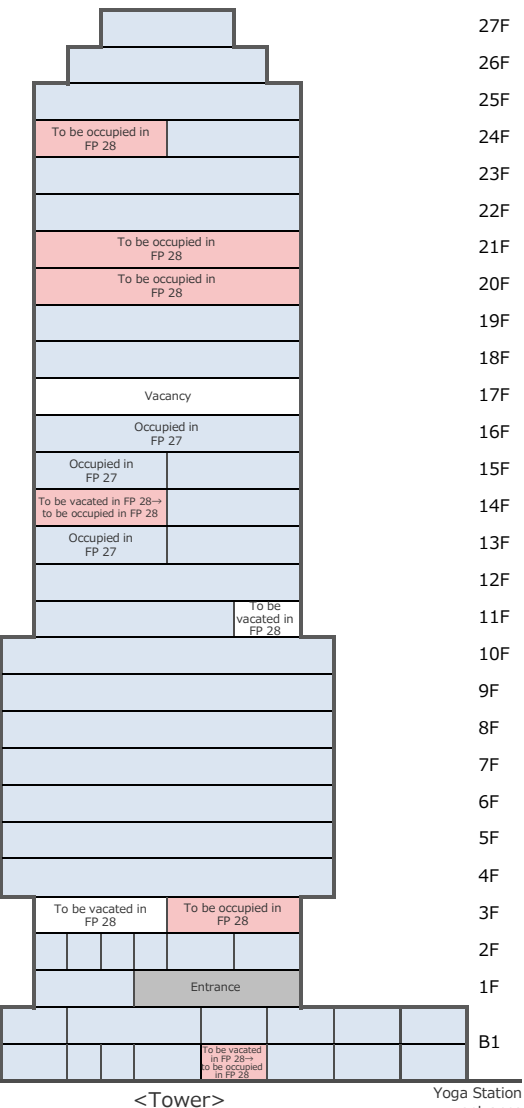 27F
26F
25F
To be occupied in
FP 28
24F
23F
22F
To be occupied in
FP 28
21F
To be occupied in
FP 28
20F
19F
18F
Vacancy
17F
Occupied in
FP 27
16F
Occupied in
FP 27
15F
To be vacated in FP 28→
to be occupied in FP 28
14F
Occupied in
FP 27
13F
12F
To be
vacated in
FP 28
11F
10F
9F
8F
7F
6F
5F
4F
To be vacated in
FP 28
To be occupied in
FP 28
3F
2F
Entrance
1F
B1
To be vacated
in FP 28→
to be occupied
in FP 28
<Tower>
Yoga Station